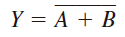 Y = \overline{A + B}